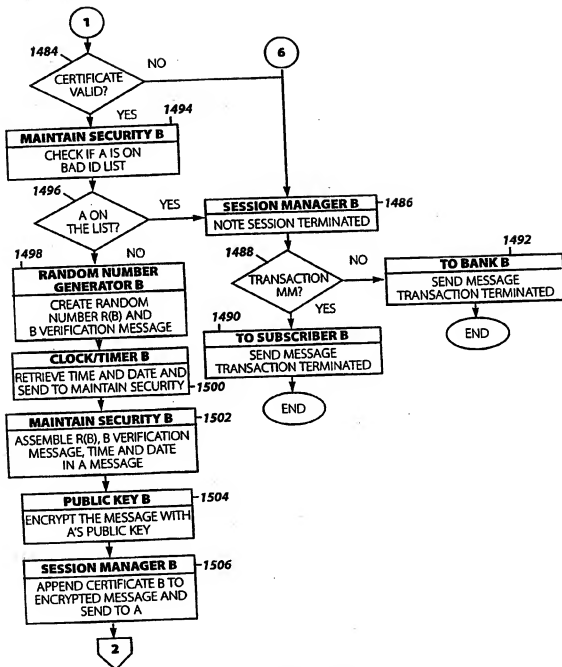 1
1484
CERTIFICATE
VALID?
NO
6
YES
1494
MAINTAIN SECURITY B
CHECK IF A IS ON
BAD ID LIST
1496
A ON
THE LIST?
YES
SESSION MANAGER B
1486
NOTE SESSION TERMINATED
1498
NO
RANDOM NUMBER
GENERATOR B
CREATE RANDOM
NUMBER R(B) AND
B VERIFICATION MESSAGE
1488
TRANSACTION
MM?
NO
1492
TO BANK B
SEND MESSAGE
TRANSACTION TERMINATED
END
YES
1490
TO SUBSCRIBER B
SEND MESSAGE
TRANSACTION TERMINATED
END
CLOCK/TIMER B
RETRIEVE TIME AND DATE AND
SEND TO MAINTAIN SECURITY
1500
MAINTAIN SECURITY B
1502
ASSEMBLE R(B), B VERIFICATION
MESSAGE, TIME AND DATE
IN A MESSAGE
PUBLIC KEY B
1504
ENCRYPT THE MESSAGE WITH
A'S PUBLIC KEY
SESSION MANAGER B
1506
APPEND CERTIFICATE B TO
ENCRYPTED MESSAGE AND
SEND TO A
2